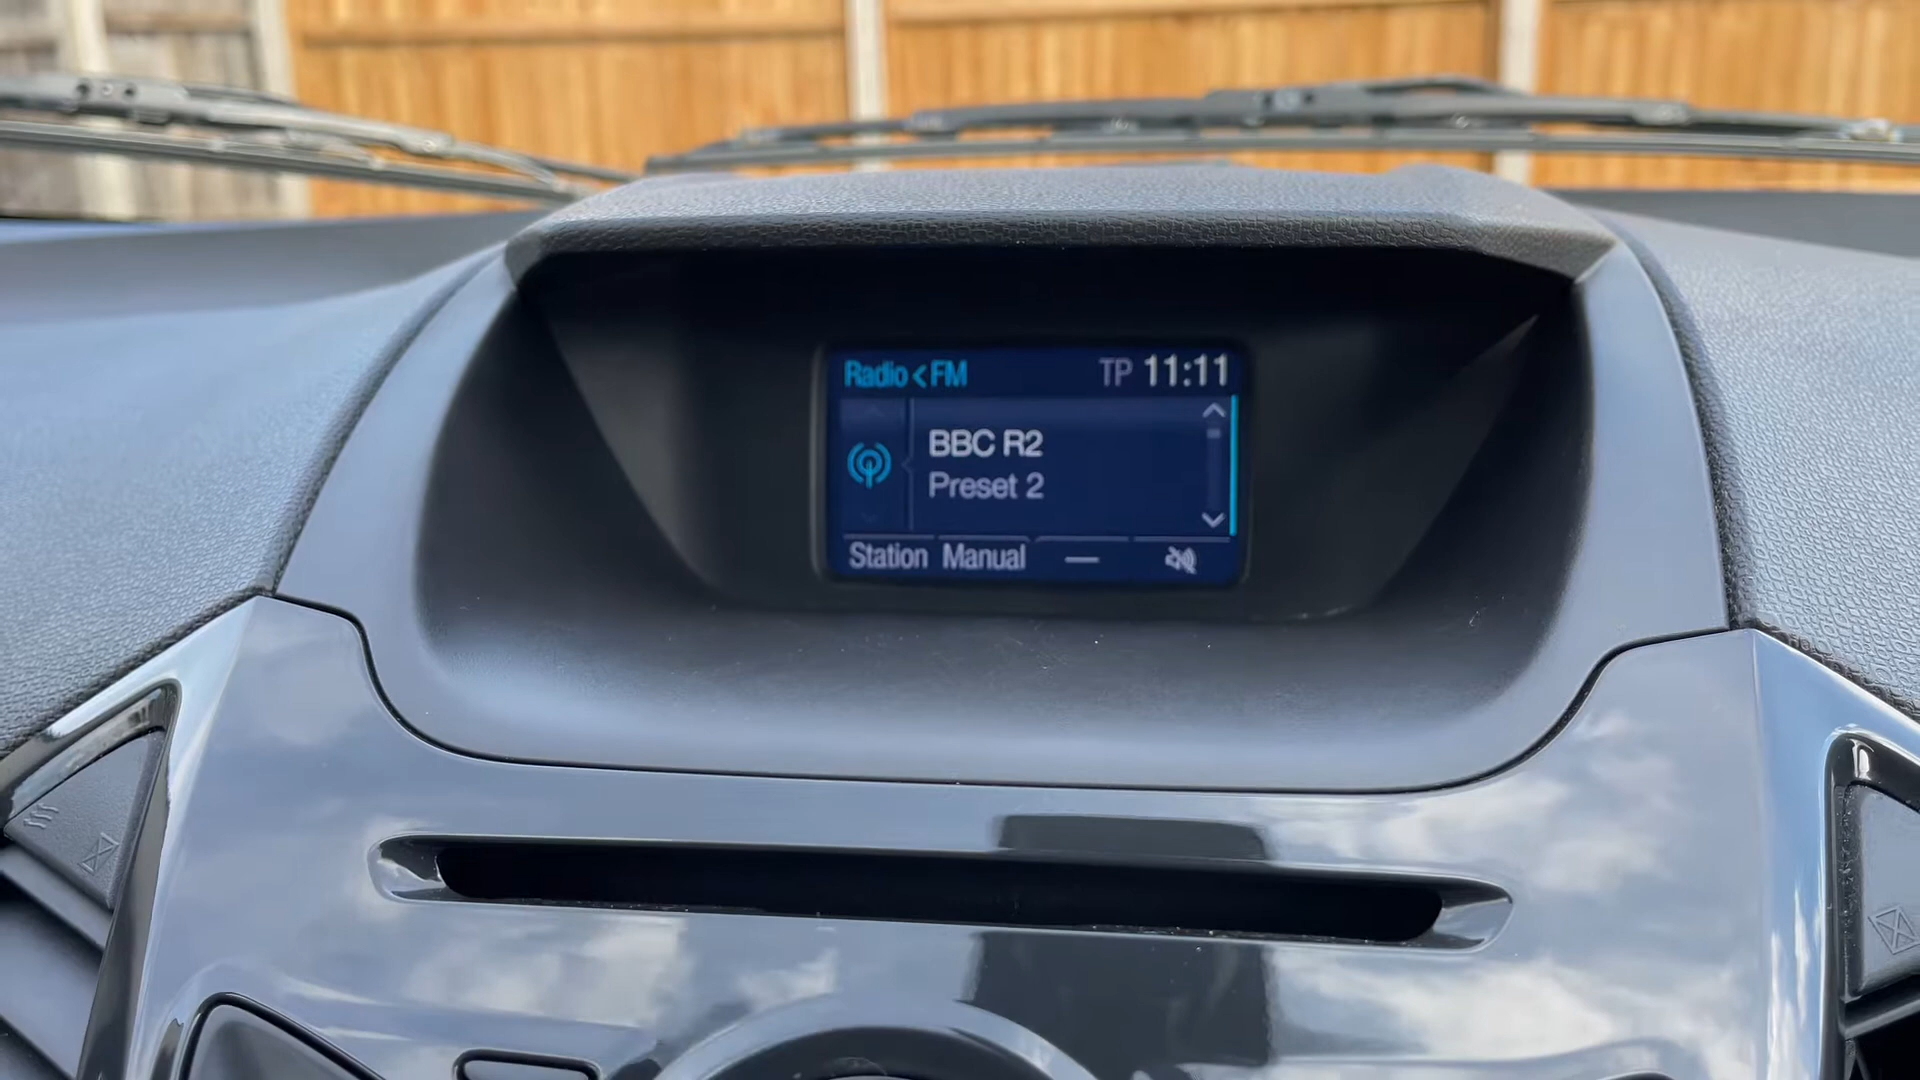 Radio < FM TP 11:11
BBC R2
Preset 2
Station Manual —